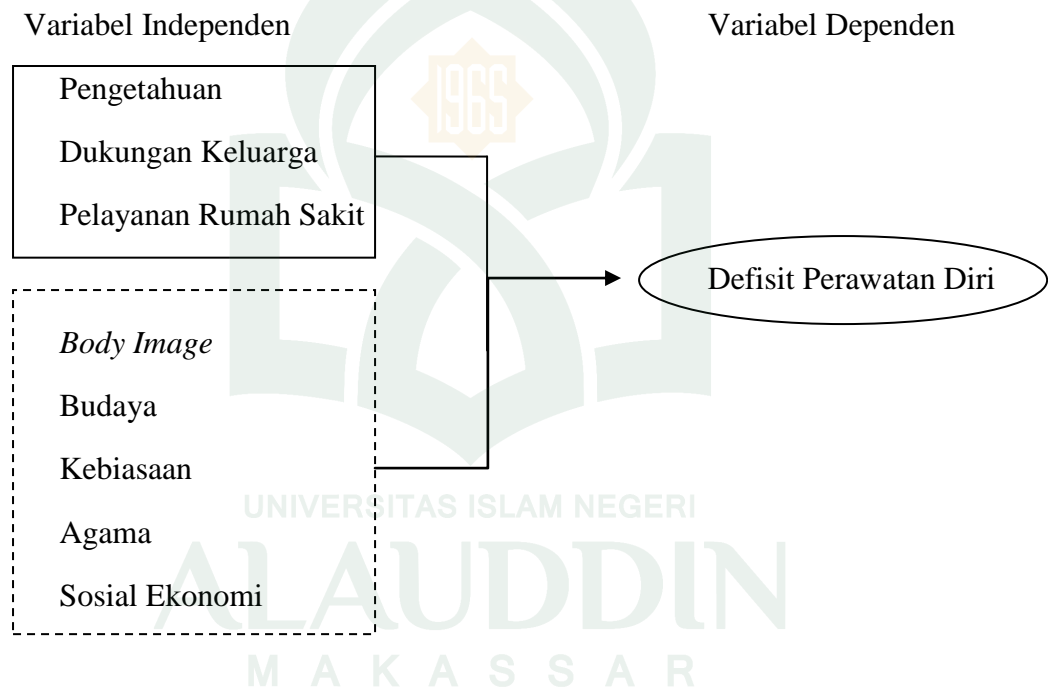 Variabel Independen
Variabel Dependen
Pengetahuan
Dukungan Keluarga
Pelayanan Rumah Sakit
Defisit Perawatan Diri
Body Image
Budaya
Kebiasaan
Agama
Sosial Ekonomi
1965
UNIVERSITAS ISLAM NEGERI
ALAUDDIN
MAKASSAR